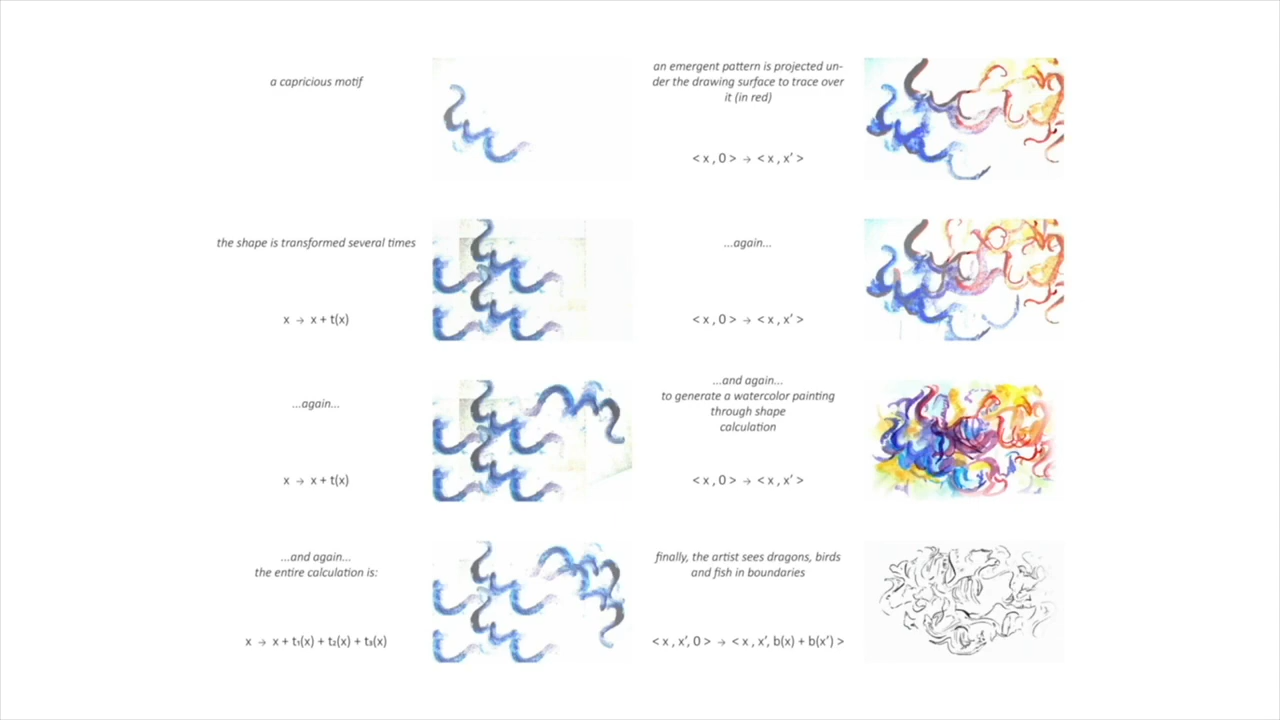 a capricious motif
the shape is transformed several times
x → x + t(x)
...again...
x → x + t(x)
...and again...
the entire calculation is:
x → x + t₁(x) + t₂(x) + t₃(x)
an emergent pattern is projected un-
der the drawing surface to trace over
it (in red)
< x , 0 > → < x , x’ >
...again...
< x , 0 > → < x , x’ >
...and again...
to generate a watercolor painting
through shape
calculation
< x , 0 > → < x , x’ >
finally, the artist sees dragons, birds
and fish in boundaries
< x , x’, 0 > → < x , x’, b(x) + b(x’) >